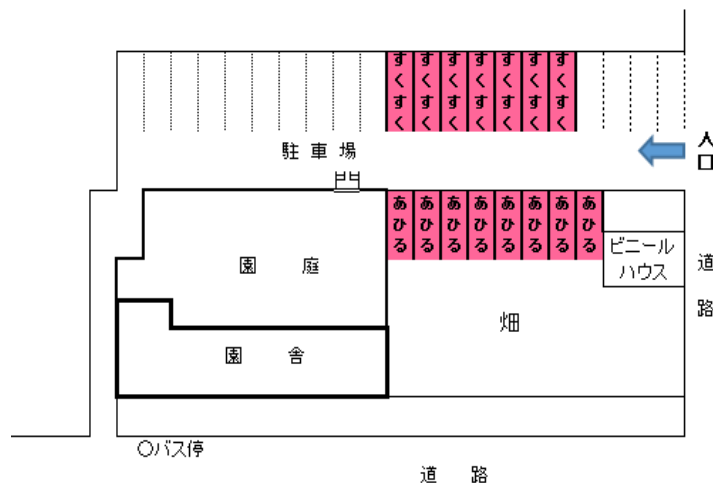 すくすく
すくすく
すくすく
すくすく
すくすく
すくすく
すくすく
駐車場
入口
門
あひる
あひる
あひる
あひる
あひる
あひる
あひる
あひる
ビニール
ハウス
園　庭
道路
畑
園　舎
〇バス停
道　路